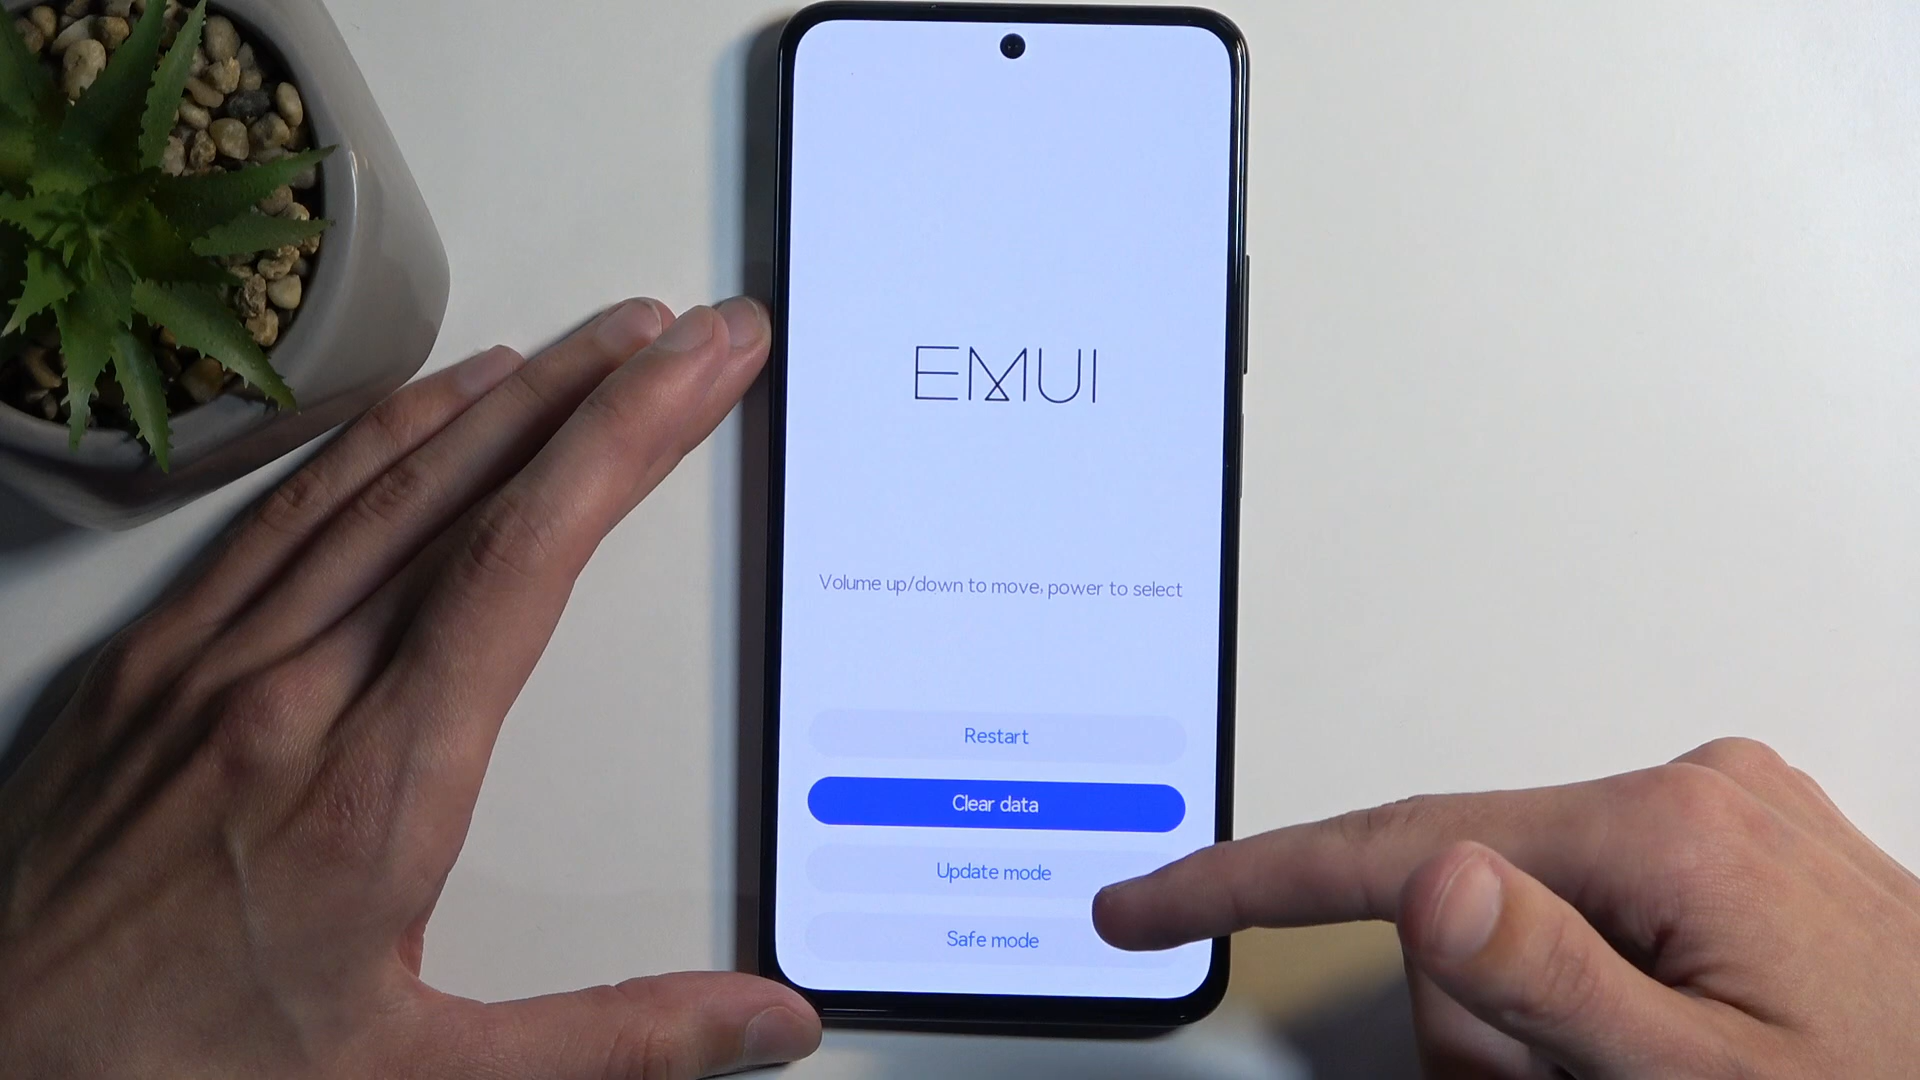 EMUI
Volume up/down to move, power to select
Restart
Clear data
Update mode
Safe mode